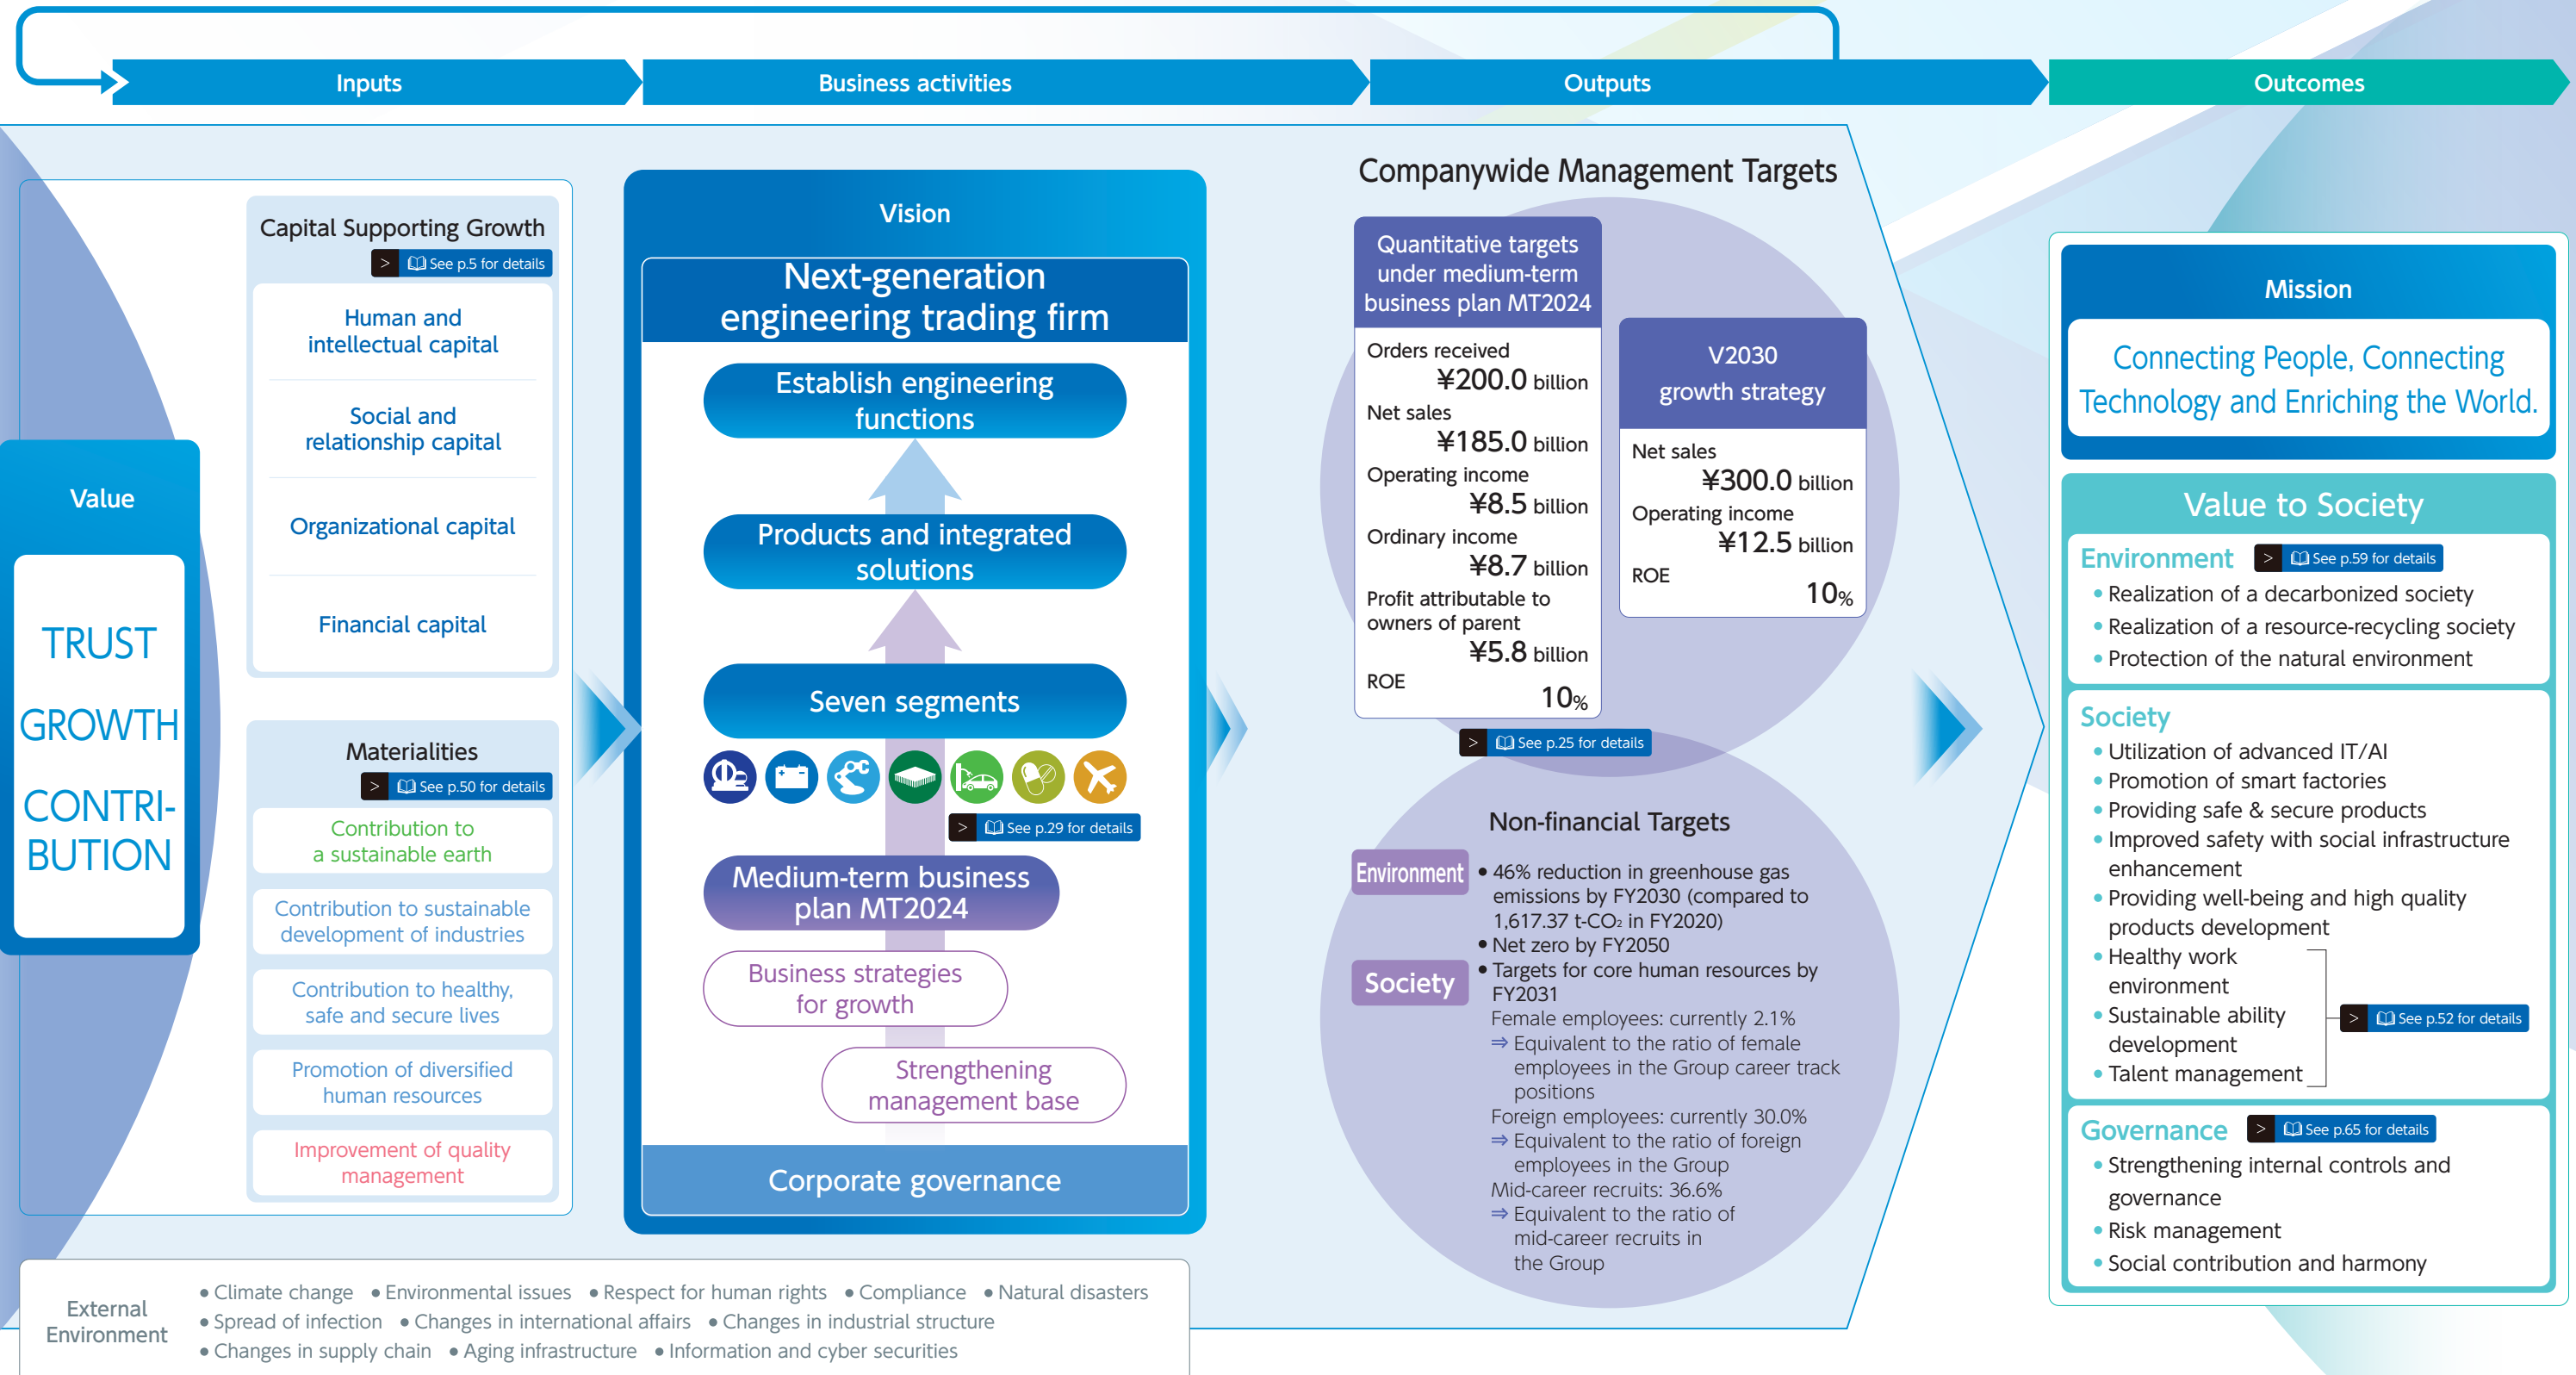 Inputs
Business activities
Outputs
Outcomes
Value
TRUST
GROWTH
CONTRI-
BUTION
Capital Supporting Growth
> See p.5 for details
Human and
intellectual capital
Social and
relationship capital
Organizational capital
Financial capital
Materialities
> See p.50 for details
Contribution to
a sustainable earth
Contribution to sustainable
development of industries
Contribution to healthy,
safe and secure lives
Promotion of diversified
human resources
Improvement of quality
management
Vision
Next-generation
engineering trading firm
Establish engineering
functions
Products and integrated
solutions
Seven segments
> See p.29 for details
Medium-term business
plan MT2024
Business strategies
for growth
Strengthening
management base
Corporate governance
Companywide Management Targets
Quantitative targets
under medium-term
business plan MT2024
Orders received
¥200.0 billion
Net sales
¥185.0 billion
Operating income
¥8.5 billion
Ordinary income
¥8.7 billion
Profit attributable to
owners of parent
¥5.8 billion
ROE
10%
V2030
growth strategy
Net sales
¥300.0 billion
Operating income
¥12.5 billion
ROE
10%
> See p.25 for details
Non-financial Targets
Environment
• 46% reduction in greenhouse gas
emissions by FY2030 (compared to
1,617.37 t-CO₂ in FY2020)
• Net zero by FY2050
Society
• Targets for core human resources by
FY2031
Female employees: currently 2.1%
⇒ Equivalent to the ratio of female
employees in the Group career track
positions
Foreign employees: currently 30.0%
⇒ Equivalent to the ratio of foreign
employees in the Group
Mid-career recruits: 36.6%
⇒ Equivalent to the ratio of
mid-career recruits in
the Group
Mission
Connecting People, Connecting
Technology and Enriching the World.
Value to Society
Environment > See p.59 for details
• Realization of a decarbonized society
• Realization of a resource-recycling society
• Protection of the natural environment
Society
• Utilization of advanced IT/AI
• Promotion of smart factories
• Providing safe & secure products
• Improved safety with social infrastructure
enhancement
• Providing well-being and high quality
products development
• Healthy work
environment
• Sustainable ability
development
• Talent management
> See p.52 for details
Governance > See p.65 for details
• Strengthening internal controls and
governance
• Risk management
• Social contribution and harmony
External
Environment
• Climate change • Environmental issues • Respect for human rights • Compliance • Natural disasters
• Spread of infection • Changes in international affairs • Changes in industrial structure
• Changes in supply chain • Aging infrastructure • Information and cyber securities